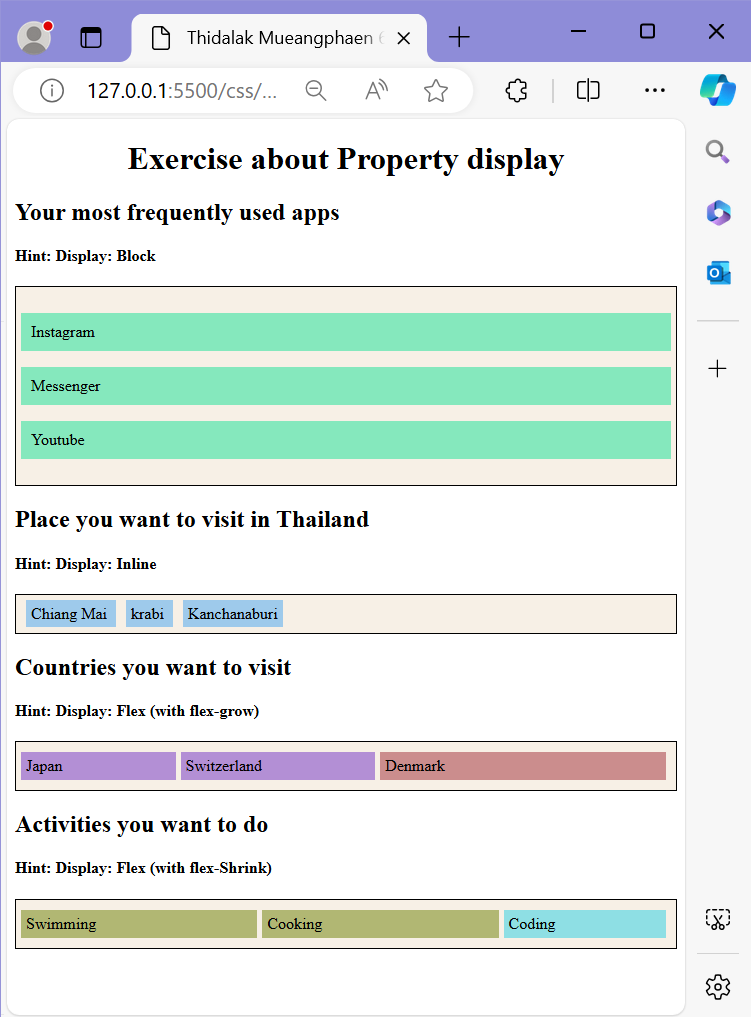 Thidalak Mueangphaen
127.0.0.1:5500/css/...
Exercise about Property display
Your most frequently used apps
Hint: Display: Block
Instagram
Messenger
Youtube
Place you want to visit in Thailand
Hint: Display: Inline
Chiang Mai krabi Kanchanaburi
Countries you want to visit
Hint: Display: Flex (with flex-grow)
Japan Switzerland Denmark
Activities you want to do
Hint: Display: Flex (with flex-Shrink)
Swimming Cooking Coding